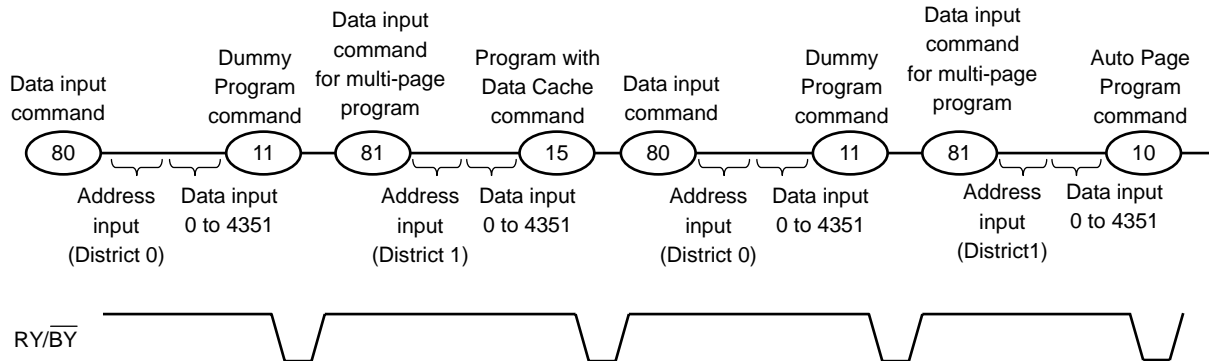 Data input
command
80
Address
input
(District 0)
Data input
0 to 4351
Dummy
Program
command
11
Data input
command
for multi-page
program
81
Address
input
(District 1)
Data input
0 to 4351
Program with
Data Cache
command
15
Data input
command
80
Address
input
(District 0)
Data input
0 to 4351
Dummy
Program
command
11
Data input
command
for multi-page
program
81
Address
input
(District1)
Data input
0 to 4351
Auto Page
Program
command
10
RY/BY